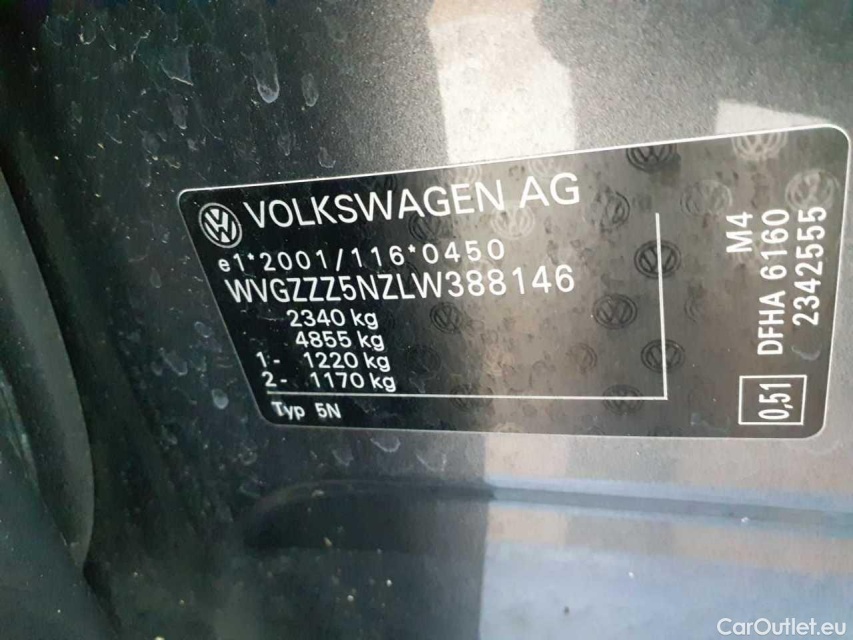 VOLKSWAGEN AG
e1*2001/116*0450
WVGZZZ5NZLW388146
2340 kg
4855 kg
1- 1220 kg
2- 1170 kg
Typ 5N
M4
DFHA 6160
2342555
0,51
CarOutlet.eu